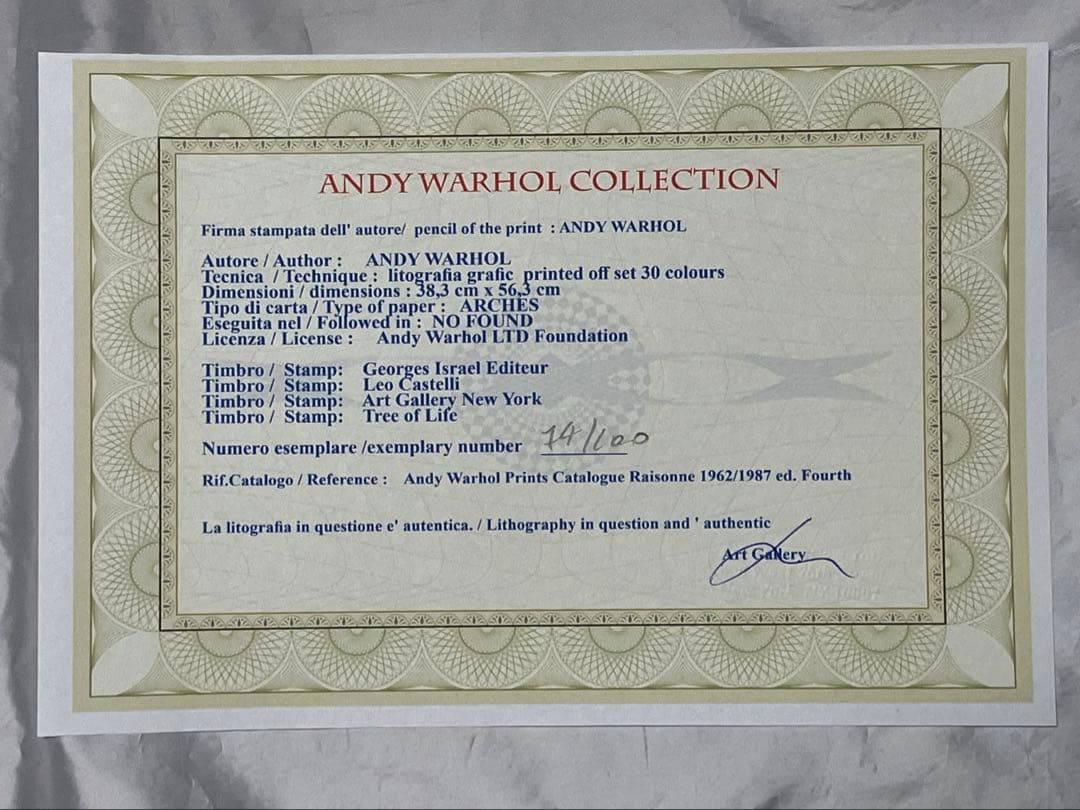 ANDY WARHOL COLLECTION
Firma stampata dell' autore/ pencil of the print : ANDY WARHOL
Autore / Author : ANDY WARHOL
Tecnica / Technique : litografia grafic printed off set 30 colours
Dimensioni / dimensions : 38,3 cm x 56,3 cm
Tipo di carta / Type of paper : ARCHES
Eseguita nel / Followed in : NO FOUND
Licenza / License : Andy Warhol LTD Foundation
Timbro / Stamp: Georges Israel Editeur
Timbro / Stamp: Leo Castelli
Timbro / Stamp: Art Gallery New York
Timbro / Stamp: Tree of Life
Numero esemplare /exemplary number 74/100
Rif.Catalogo / Reference : Andy Warhol Prints Catalogue Raisonne 1962/1987 ed. Fourth
La litografia in questione e' autentica. / Lithography in question and ' authentic
Art Gallery